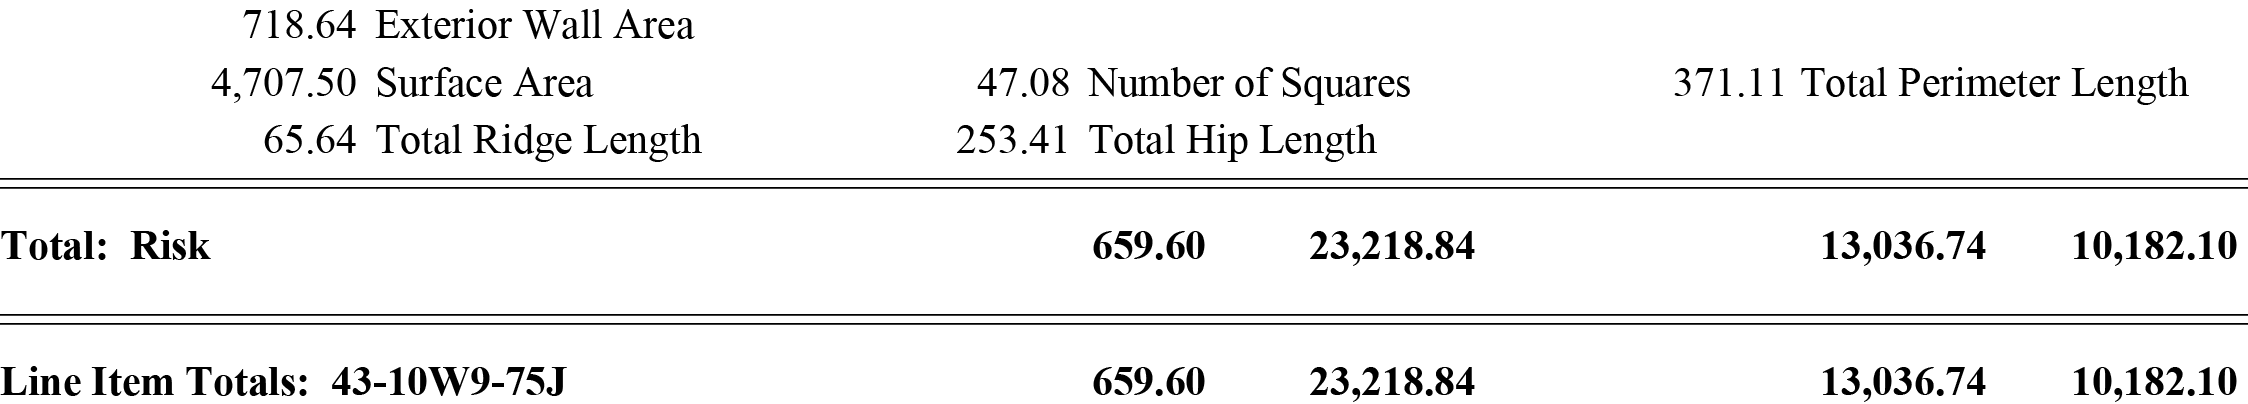 718.64 Exterior Wall Area
4,707.50 Surface Area 47.08 Number of Squares 371.11 Total Perimeter Length
65.64 Total Ridge Length 253.41 Total Hip Length
Total: Risk 659.60 23,218.84 13,036.74 10,182.10
Line Item Totals: 43-10W9-75J 659.60 23,218.84 13,036.74 10,182.10